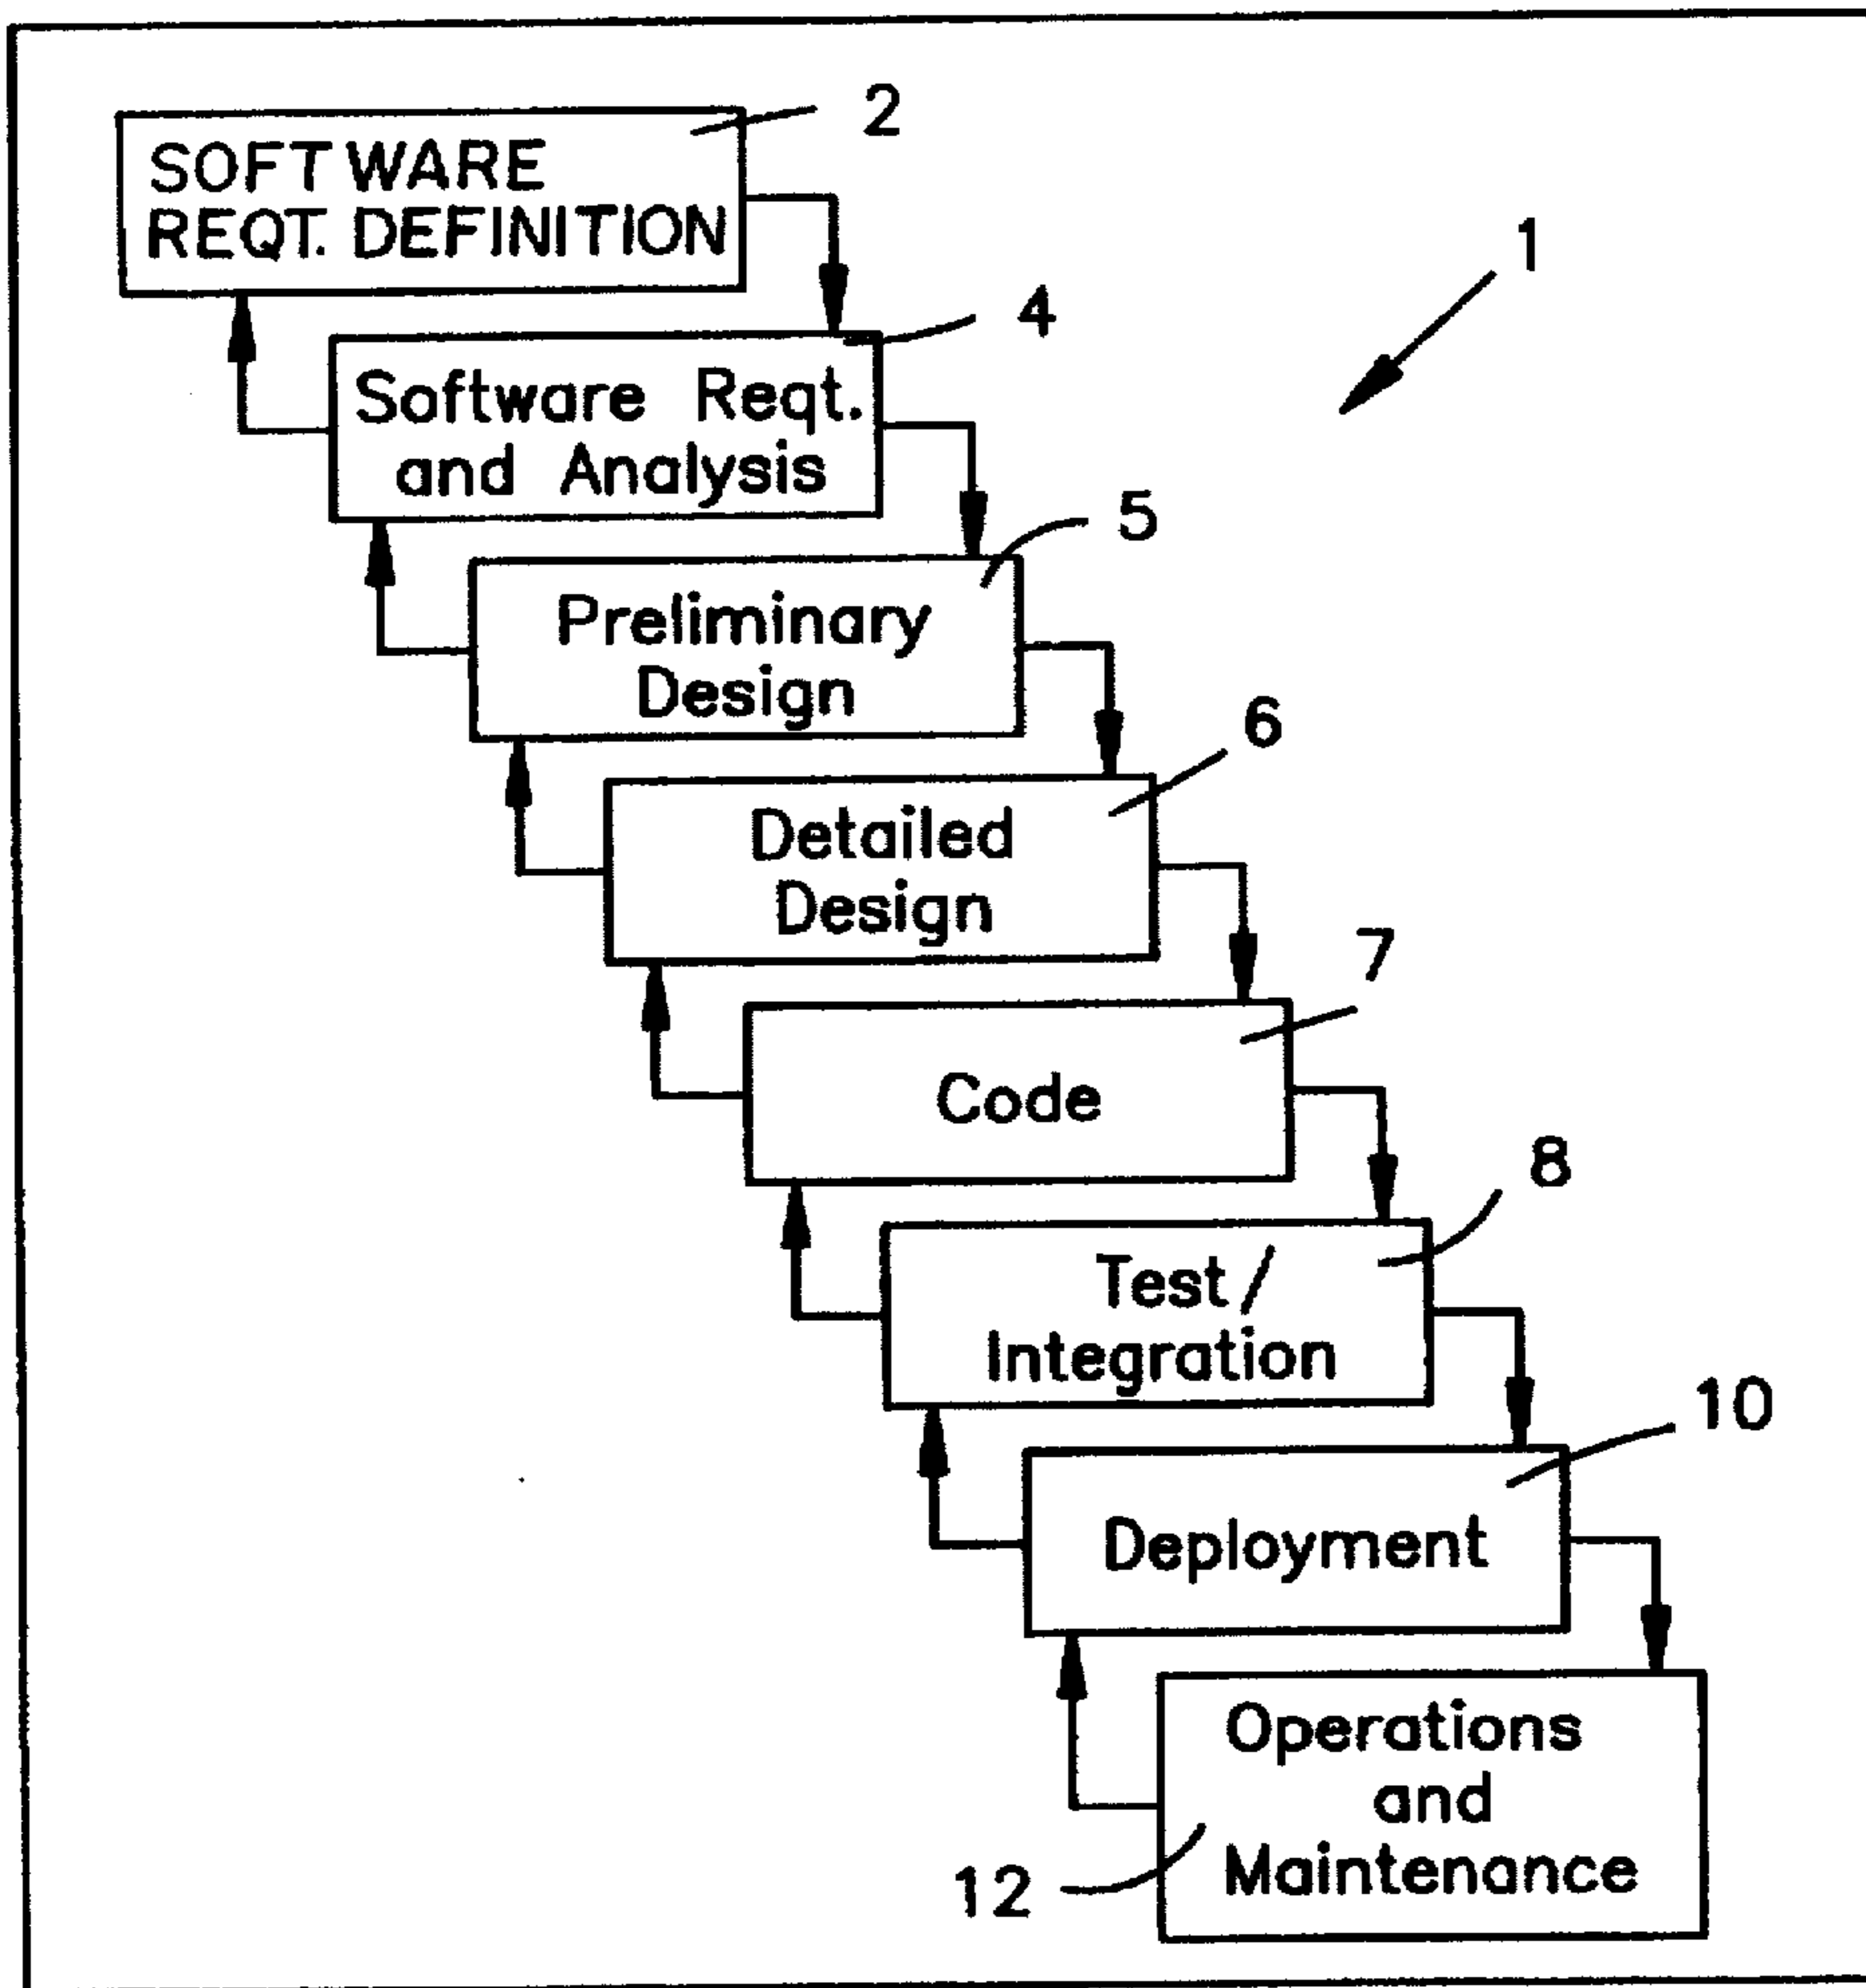 2
SOFTWARE
REQT. DEFINITION
1
4
Software Reqt.
and Analysis
5
Preliminary
Design
6
Detailed
Design
7
Code
8
Test/
Integration
10
Deployment
Operations
and
Maintenance
12